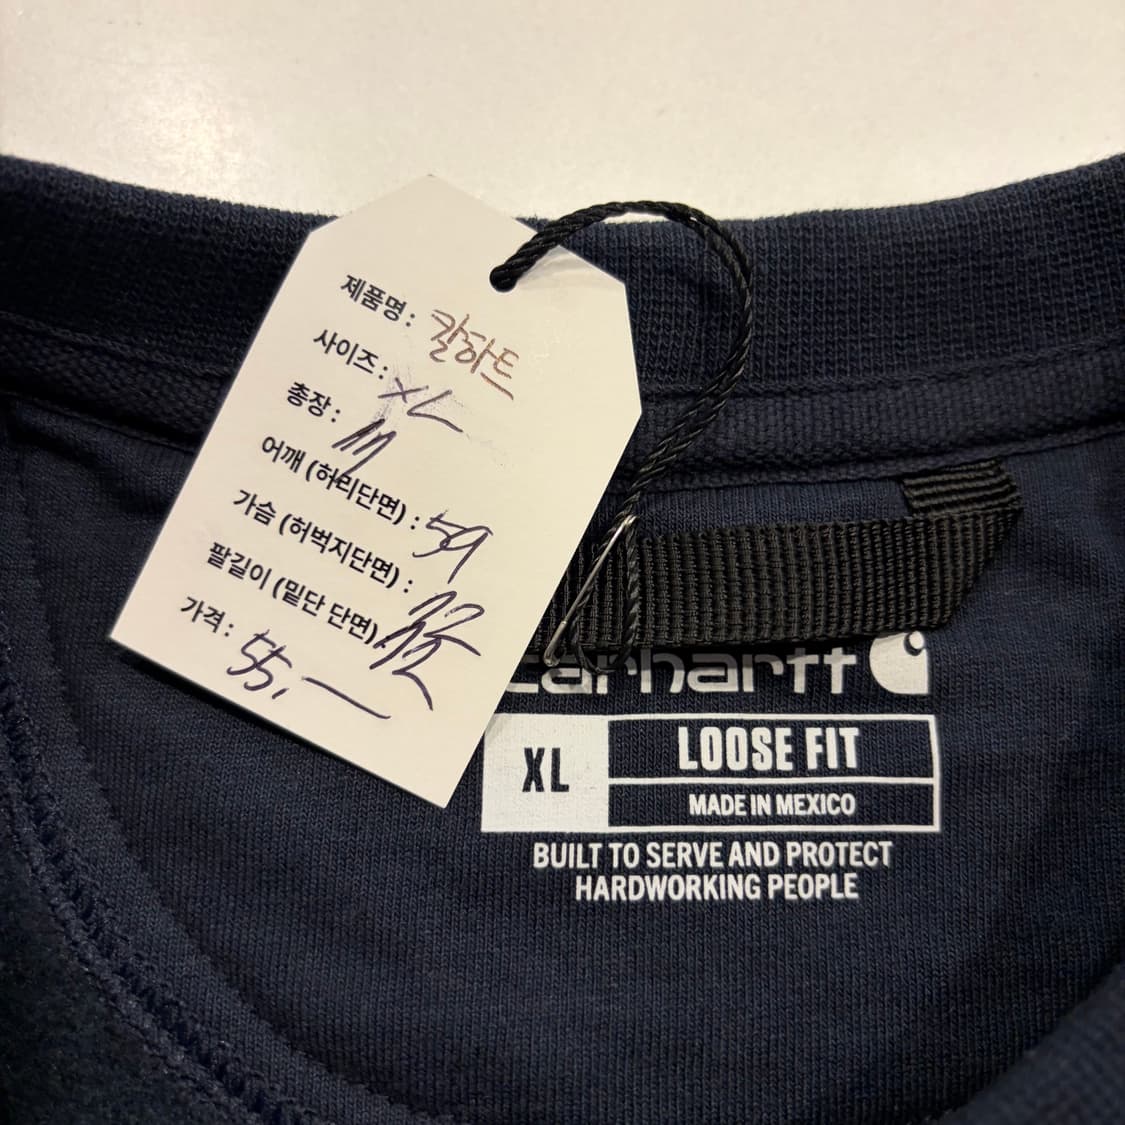 제품명 : 칼하트
사이즈 : XL
총장 :
어깨 (허리단면) : 59
가슴 (허벅지단면) :
팔길이 (밑단 단면)
가격 : 55,—
carhartt
XL
LOOSE FIT
MADE IN MEXICO
BUILT TO SERVE AND PROTECT
HARDWORKING PEOPLE